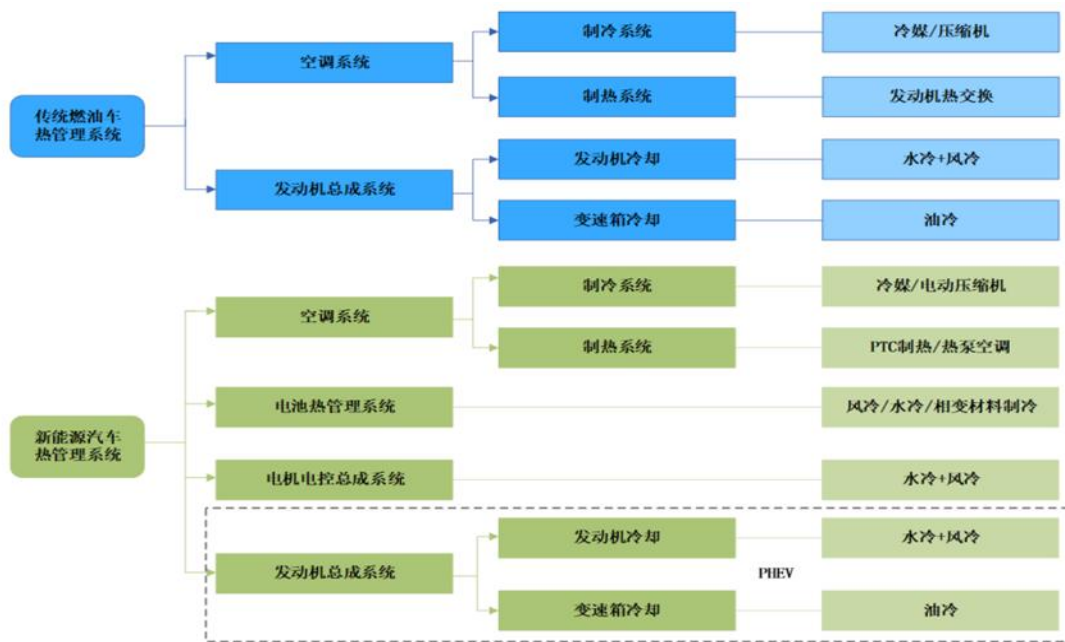 制冷系统
冷媒/压缩机
空调系统
制热系统
发动机热交换
传统燃油车
热管理系统
发动机冷却
水冷+风冷
发动机总成系统
变速箱冷却
油冷
制冷系统
冷媒/电动压缩机
空调系统
制热系统
PTC制热/热泵空调
电池热管理系统
风冷/水冷/相变材料制冷
新能源汽车
热管理系统
电机电控总成系统
水冷+风冷
发动机冷却
水冷+风冷
发动机总成系统
PHEV
变速箱冷却
油冷